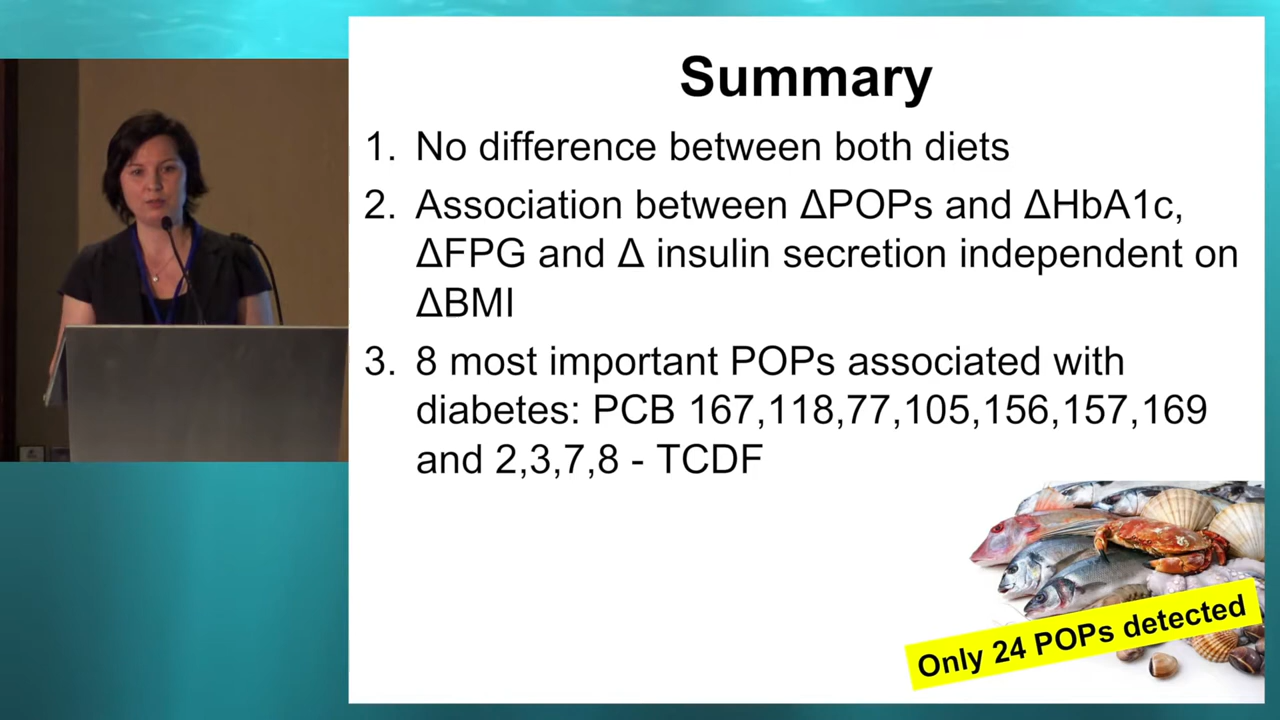 Summary
1. No difference between both diets
2. Association between ΔPOPs and ΔHbA1c,
ΔFPG and Δ insulin secretion independent on
ΔBMI
3. 8 most important POPs associated with
diabetes: PCB 167,118,77,105,156,157,169
and 2,3,7,8 - TCDF
Only 24 POPs detected